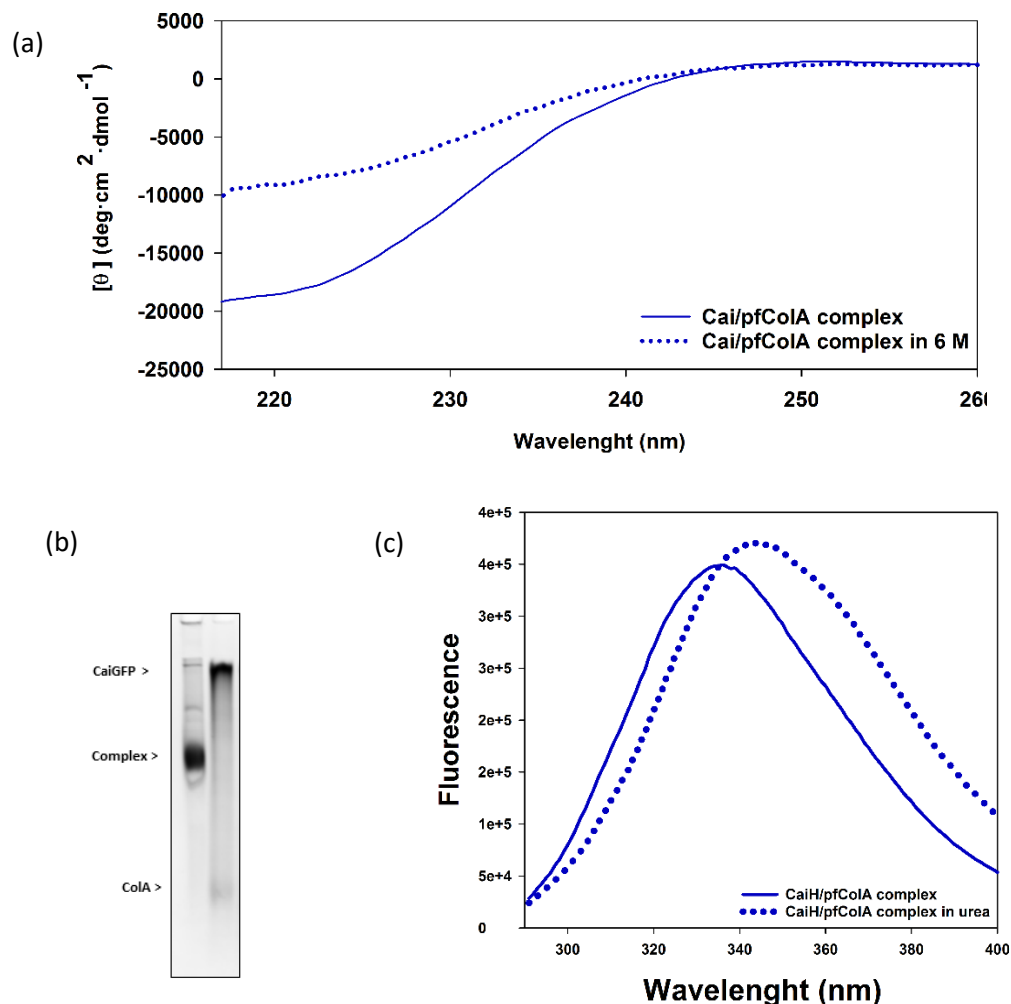 (a)
5000
0
-5000
-10000
-15000
-20000
-25000
[θ] (deg·cm²·dmol⁻¹)
Cai/pfColA complex
Cai/pfColA complex in 6 M
220
230
240
250
260
Wavelenght (nm)
(b)
CaiGFP >
Complex >
ColA >
(c)
4e+5
4e+5
3e+5
3e+5
2e+5
2e+5
1e+5
5e+4
0
Fluorescence
CaiH/pfColA complex
CaiH/pfColA complex in urea
300
320
340
360
380
400
Wavelenght (nm)